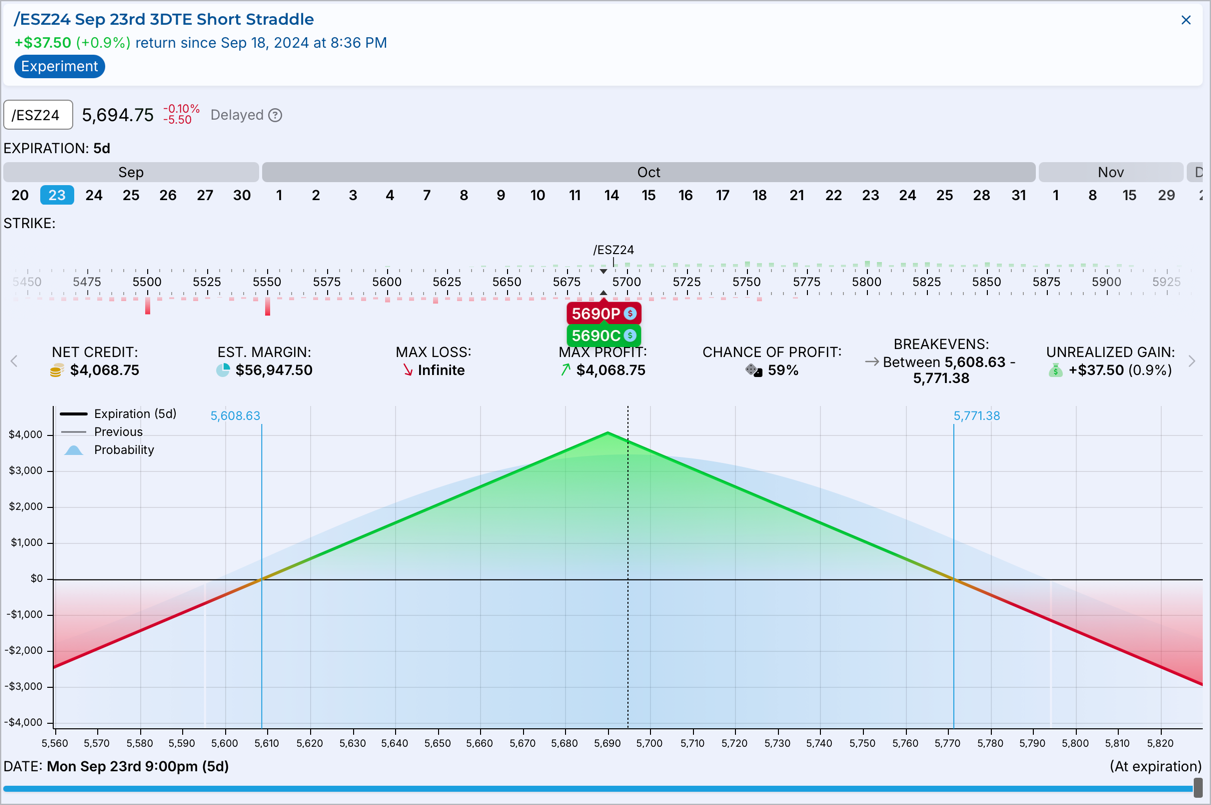 /ESZ24 Sep 23rd 3DTE Short Straddle
+$37.50 (+0.9%) return since Sep 18, 2024 at 8:36 PM
Experiment
/ESZ24 5,694.75 -0.10% -5.50 Delayed ?
EXPIRATION: 5d
Sep Oct Nov D
20 23 24 25 26 27 30 1 2 3 4 7 8 9 10 11 14 15 16 17 18 21 22 23 24 25 28 31 1 8 15 29 2
STRIKE:
/ESZ24
5450 5475 5500 5525 5550 5575 5600 5625 5650 5675 5700 5725 5750 5775 5800 5825 5850 5875 5900 5925
5690P $
5690C $
NET CREDIT: EST. MARGIN: MAX LOSS: MAX PROFIT: CHANCE OF PROFIT: BREAKEVENS: UNREALIZED GAIN:
$4,068.75 $56,947.50 Infinite $4,068.75 59% Between 5,608.63 - +$37.50 (0.9%)
5,771.38
Expiration (5d)
Previous
Probability
5,608.63 5,771.38
$4,000
$3,000
$2,000
$1,000
$0
-$1,000
-$2,000
-$3,000
-$4,000
5,560 5,570 5,580 5,590 5,600 5,610 5,620 5,630 5,640 5,650 5,660 5,670 5,680 5,690 5,700 5,710 5,720 5,730 5,740 5,750 5,760 5,770 5,780 5,790 5,800 5,810 5,820
DATE: Mon Sep 23rd 9:00pm (5d) (At expiration)